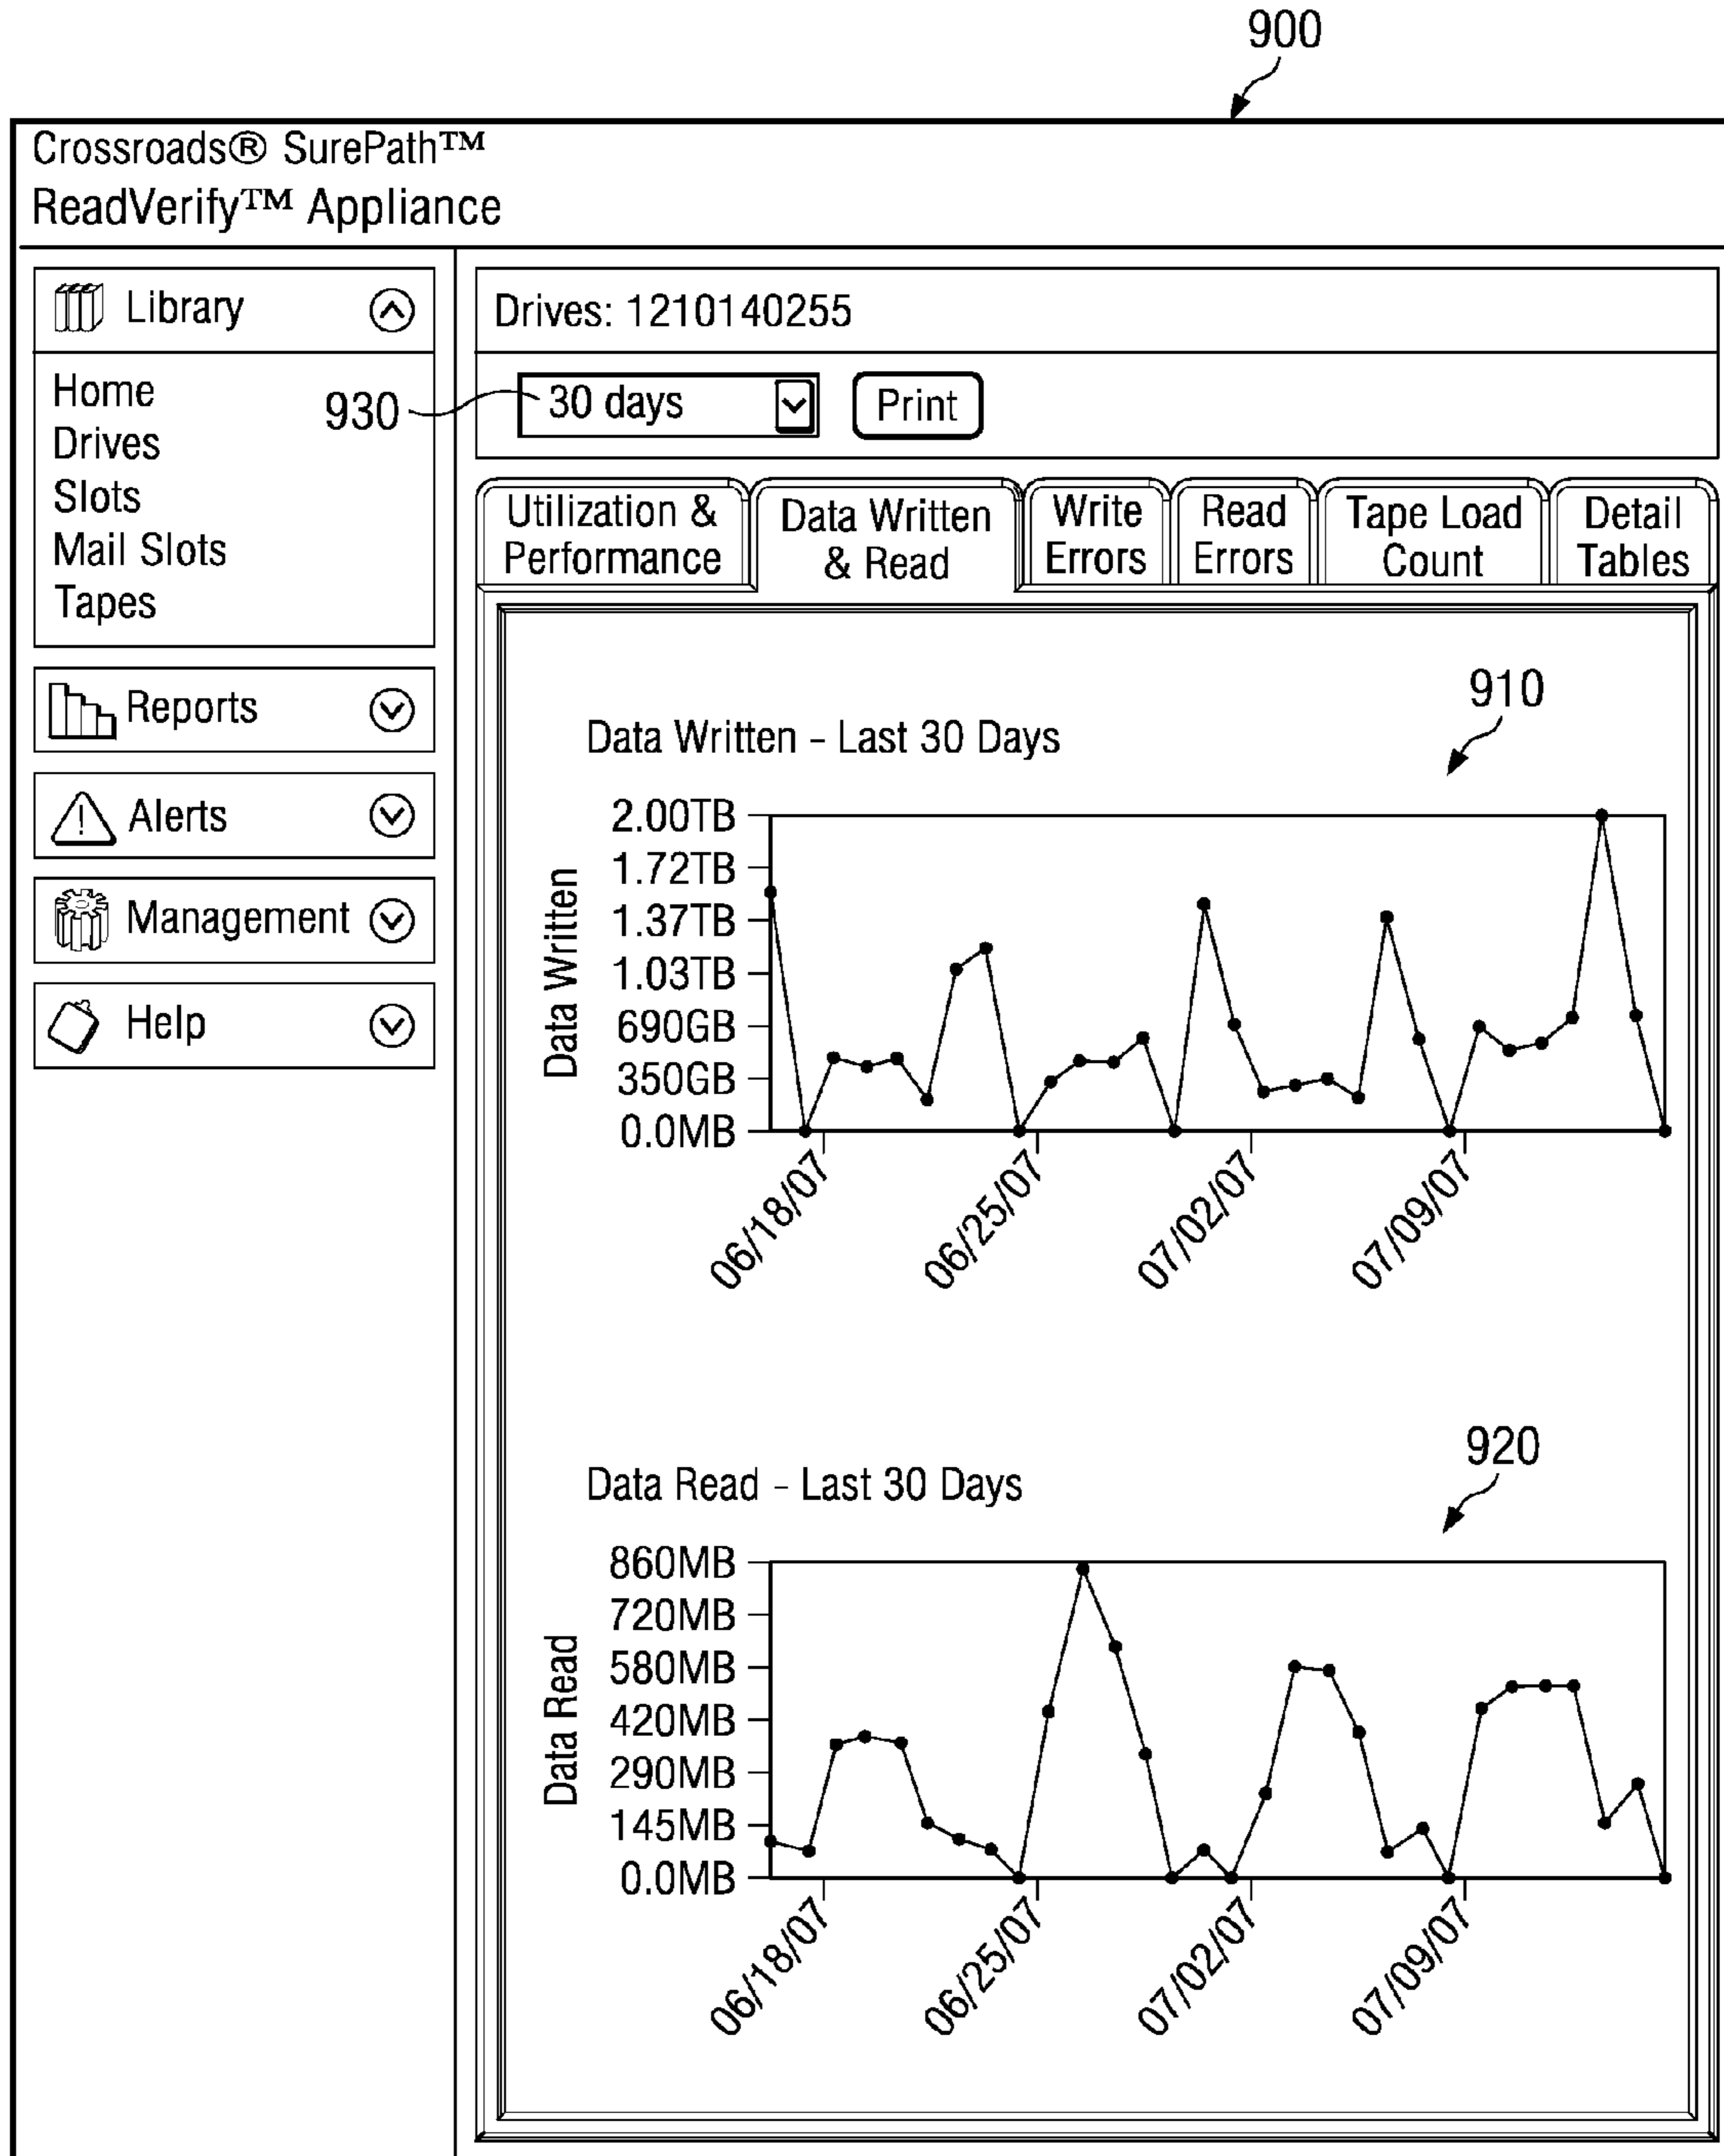 900
Crossroads® SurePath™
ReadVerify™ Appliance
Library
Home
Drives
Slots
Mail Slots
Tapes
Reports
Alerts
Management
Help
Drives: 1210140255
930
30 days
Print
Utilization &
Performance
Data Written
& Read
Write
Errors
Read
Errors
Tape Load
Count
Detail
Tables
910
Data Written - Last 30 Days
Data Written
2.00TB
1.72TB
1.37TB
1.03TB
690GB
350GB
0.0MB
06/18/07
06/25/07
07/02/07
07/09/07
920
Data Read - Last 30 Days
Data Read
860MB
720MB
580MB
420MB
290MB
145MB
0.0MB
06/18/07
06/25/07
07/02/07
07/09/07